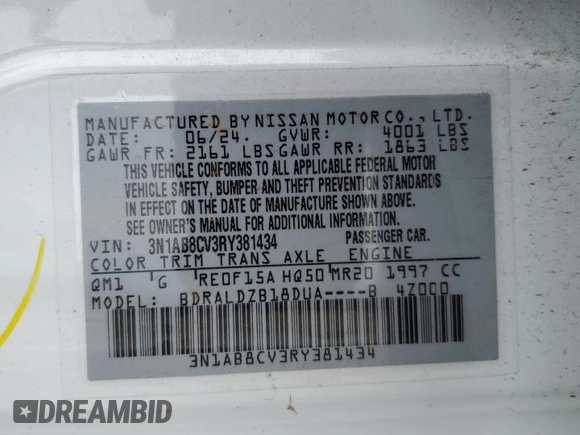 MANUFACTURED BY NISSAN MOTOR CO., LTD.
DATE: 06/24. GVWR: 4001 LBS
GAWR FR: 2161 LBS GAWR RR: 1863 LBS
THIS VEHICLE CONFORMS TO ALL APPLICABLE FEDERAL MOTOR
VEHICLE SAFETY, BUMPER AND THEFT PREVENTION STANDARDS
IN EFFECT ON THE DATE OF MANUFACTURE SHOWN ABOVE.
SEE OWNER'S MANUAL FOR ADDITIONAL INFORMATION.
VIN: 3N1AB8CV3RY381434 PASSENGER CAR.
COLOR TRIM TRANS AXLE ENGINE
QM1 G RE0F15A HQ50 MR20 1997 CC
MODEL: BDRALDZB18DUA----B 4Z000
3N1AB8CV3RY381434
DREAMBID